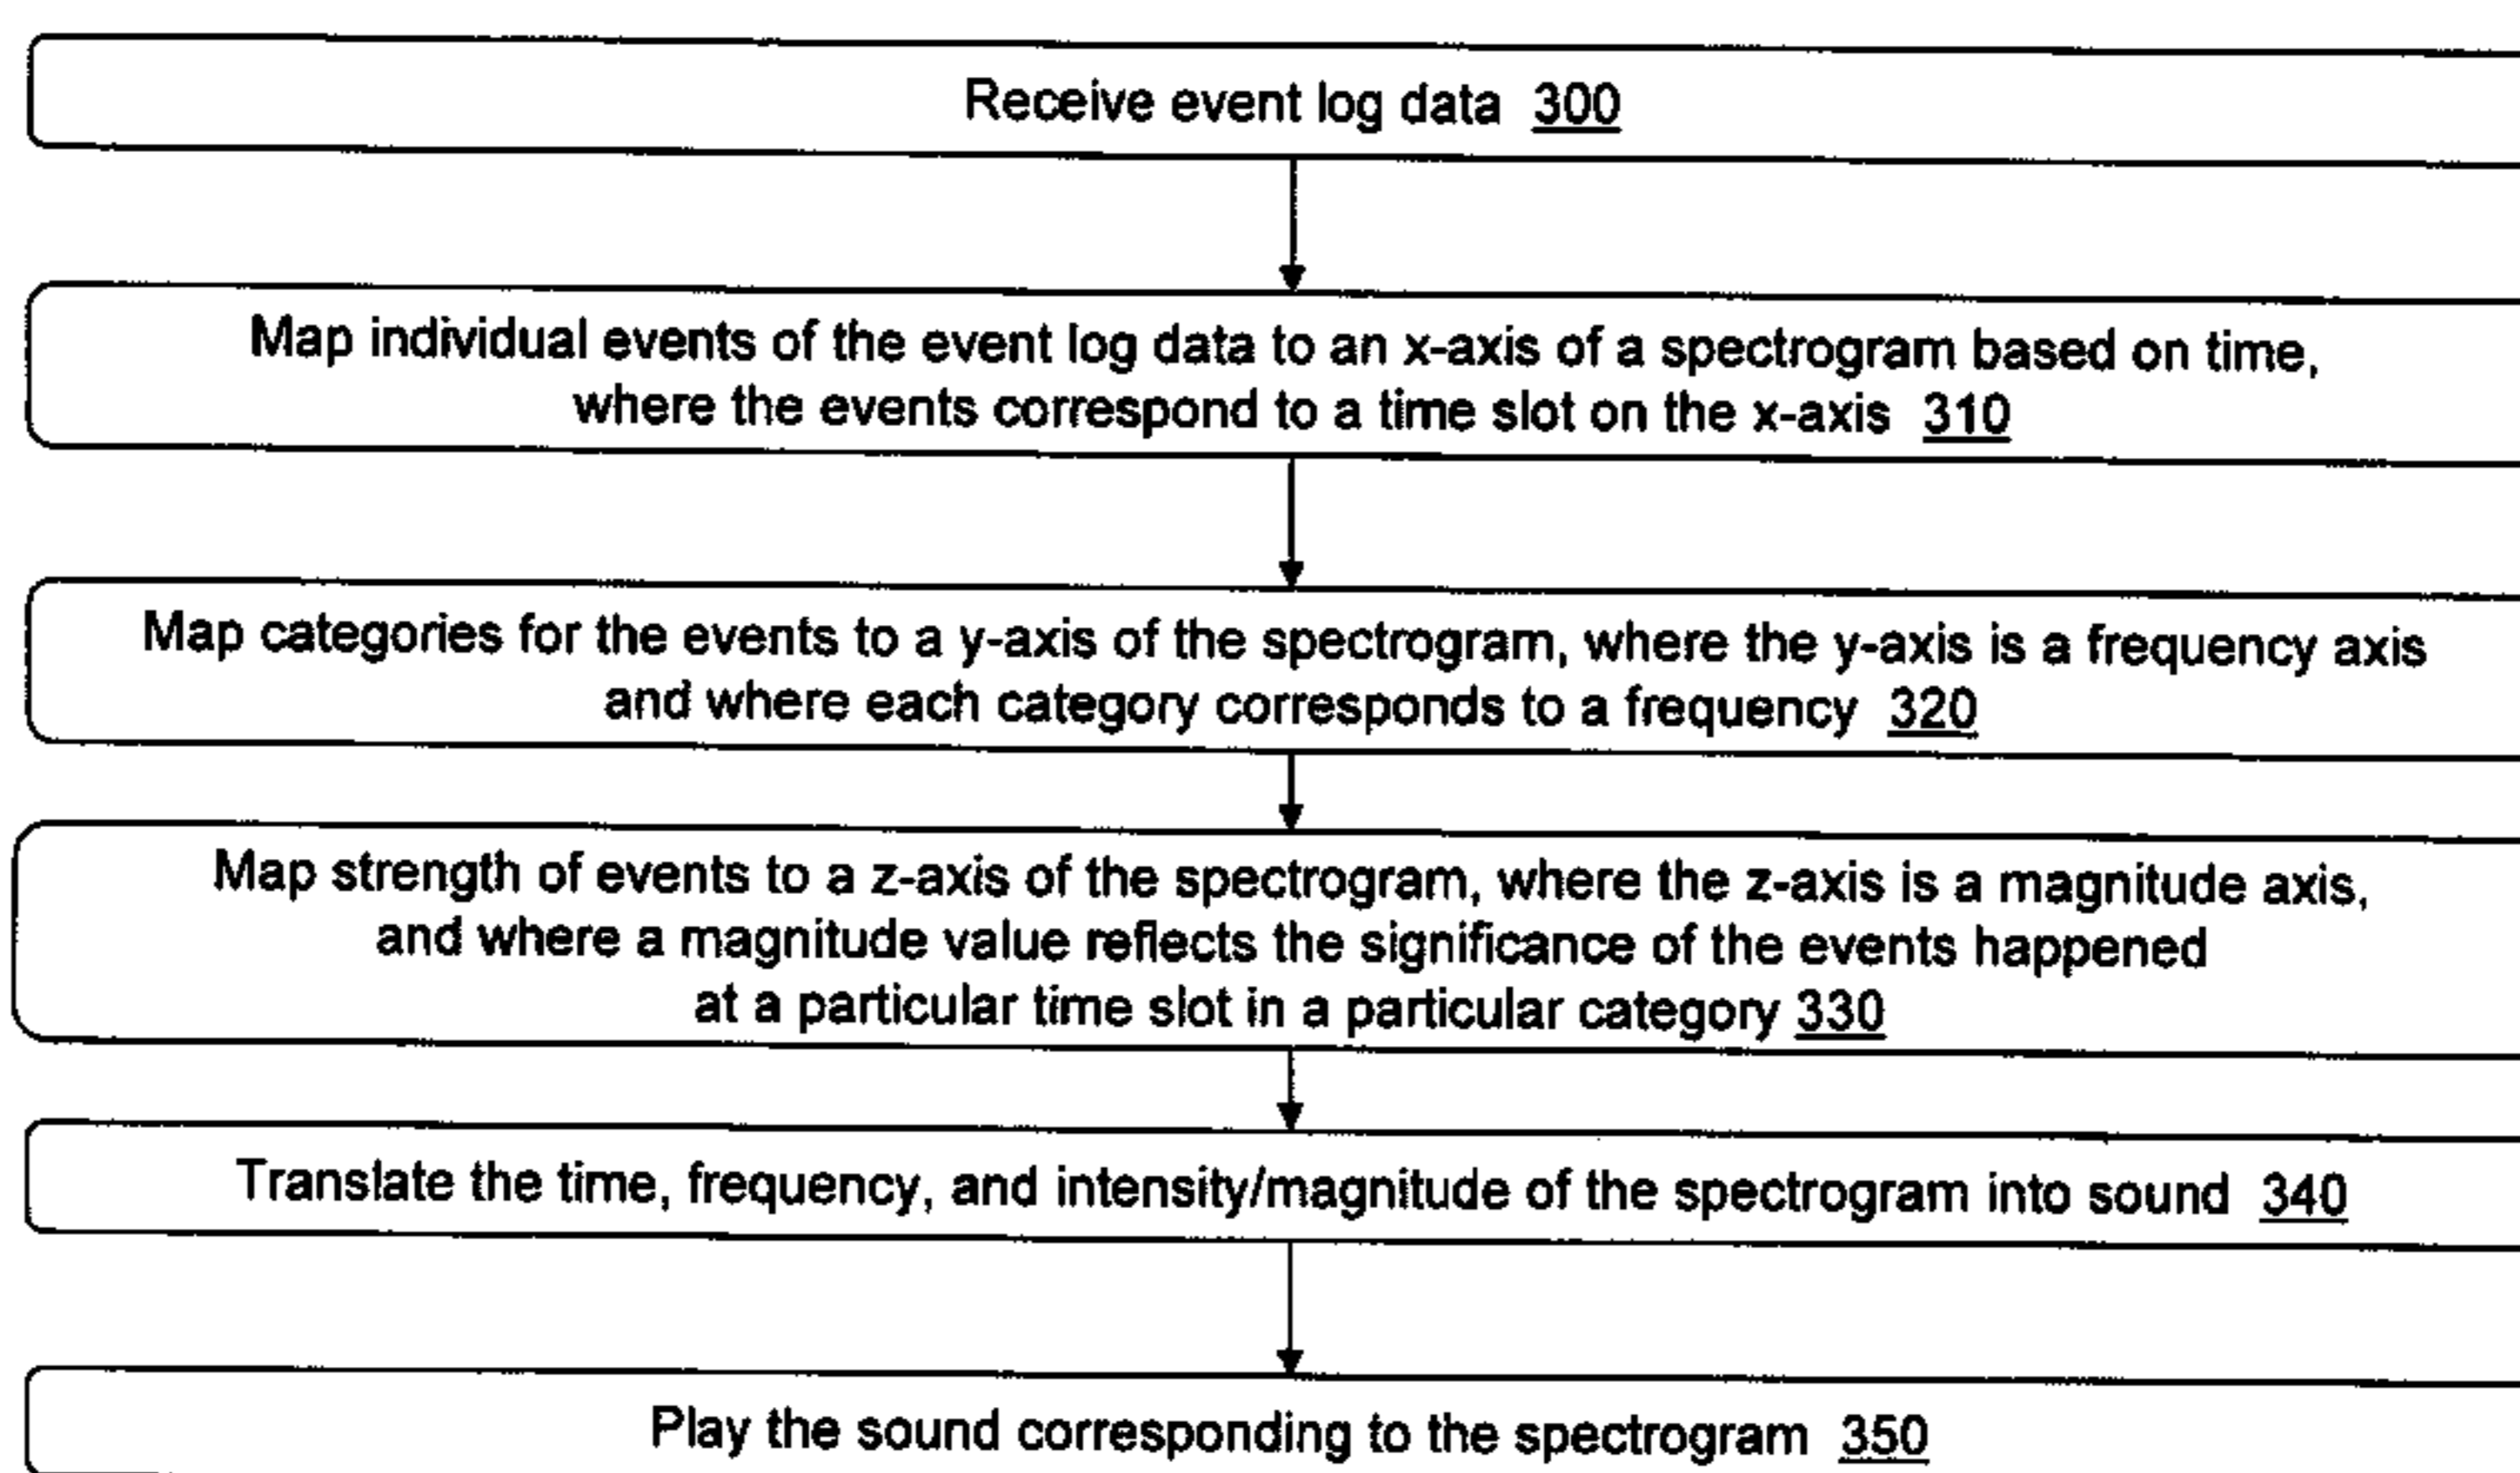 Receive event log data 300
Map individual events of the event log data to an x-axis of a spectrogram based on time,
where the events correspond to a time slot on the x-axis 310
Map categories for the events to a y-axis of the spectrogram, where the y-axis is a frequency axis
and where each category corresponds to a frequency 320
Map strength of events to a z-axis of the spectrogram, where the z-axis is a magnitude axis,
and where a magnitude value reflects the significance of the events happened
at a particular time slot in a particular category 330
Translate the time, frequency, and intensity/magnitude of the spectrogram into sound 340
Play the sound corresponding to the spectrogram 350